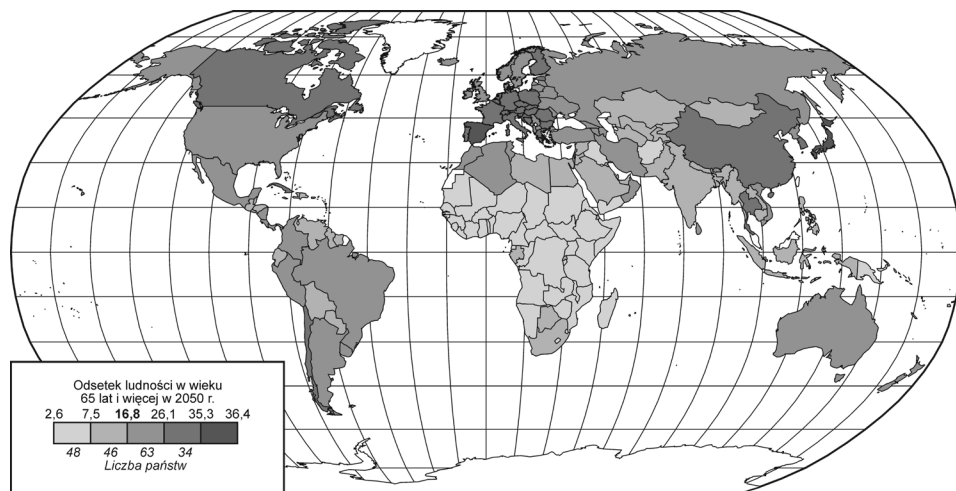 Odsetek ludności w wieku
65 lat i więcej w 2050 r.
2,6 7,5 16,8 26,1 35,3 36,4
48 46 63 34
Liczba państw